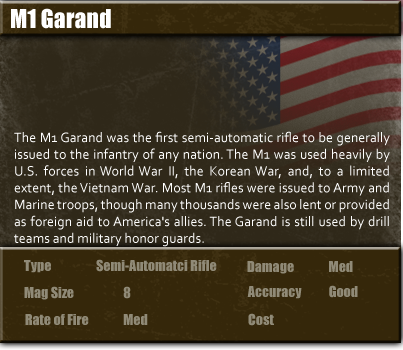 M1 Garand
The M1 Garand was the first semi-automatic rifle to be generally
issued to the infantry of any nation. The M1 was used heavily by
U.S. forces in World War II, the Korean War, and, to a limited
extent, the Vietnam War. Most M1 rifles were issued to Army and
Marine troops, though many thousands were also lent or provided
as foreign aid to America's allies. The Garand is still used by drill
teams and military honor guards.
Type Semi-Automatci Rifle Damage Med
Mag Size 8 Accuracy Good
Rate of Fire Med Cost